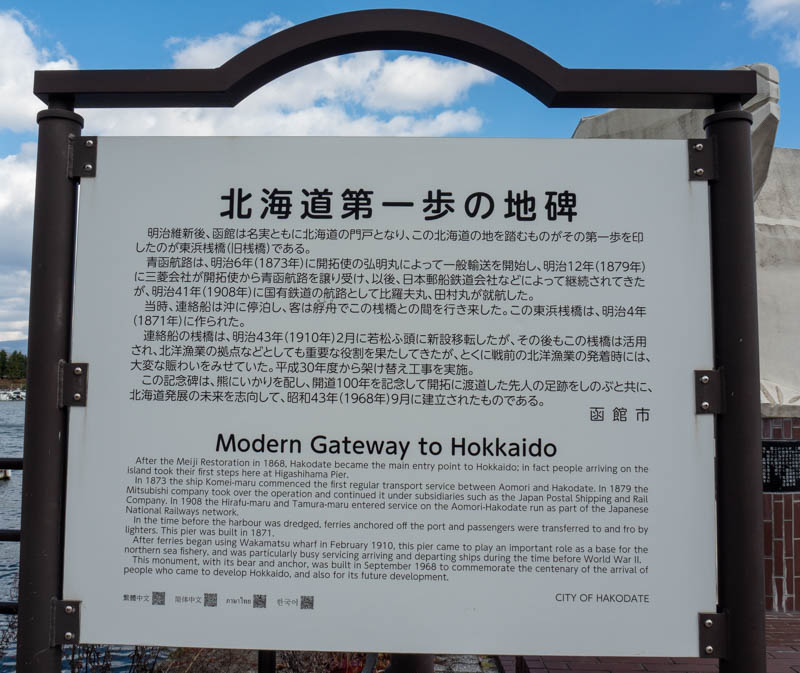 北海道第一歩の地碑
明治維新後、函館は名実ともに北海道の門戸となり、この北海道の地を踏むものがその第一歩を印
したのが東浜桟橋(旧桟橋)である。
青函航路は、明治6年(1873年)に開拓使の弘明丸によって一般輸送を開始し、明治12年(1879年)
に三菱会社が開拓使から青函航路を譲り受け、以後、日本郵船鉄道会社などによって継続されてきた
が、明治41年(1908年)に国有鉄道の航路として比羅夫丸、田村丸が就航した。
当時、連絡船は沖に停泊し、客は艀舟でこの桟橋との間を行き来した。この東浜桟橋は、明治4年
(1871年)に作られた。
連絡船の桟橋は、明治43年(1910年)2月に若松ふ頭に新設移転したが、その後もこの桟橋は活用
され、北洋漁業の拠点などとしても重要な役割を果たしてきたが、とくに戦前の北洋漁業の発着時には、
大変な賑わいをみせていた。平成30年度から架け替え工事を実施。
この記念碑は、熊にいかりを配し、開道100年を記念して開拓に渡道した先人の足跡をしのぶと共に、
北海道発展の未来を志向して、昭和43年(1968年)9月に建立されたものである。
函館市
Modern Gateway to Hokkaido
After the Meiji Restoration in 1868, Hakodate became the main entry point to Hokkaido; in fact people arriving on the
island took their first steps here at Higashihama Pier.
In 1873 the ship Komei-maru commenced the first regular transport service between Aomori and Hakodate. In 1879 the
Mitsubishi company took over the operation and continued it under subsidiaries such as the Japan Postal Shipping and Rail
Company. In 1908 the Hirafu-maru and Tamura-maru entered service on the Aomori-Hakodate run as part of the Japanese
National Railways network.
In the time before the harbour was dredged, ferries anchored off the port and passengers were transferred to and fro by
lighters. This pier was built in 1871.
After ferries began using Wakamatsu wharf in February 1910, this pier came to play an important role as a base for the
northern sea fishery, and was particularly busy servicing arriving and departing ships during the time before World War II.
This monument, with its bear and anchor, was built in September 1968 to commemorate the centenary of the arrival of
people who came to develop Hokkaido, and also for its future development.
繁體中文 简体中文 ภาษาไทย 한국어
CITY OF HAKODATE